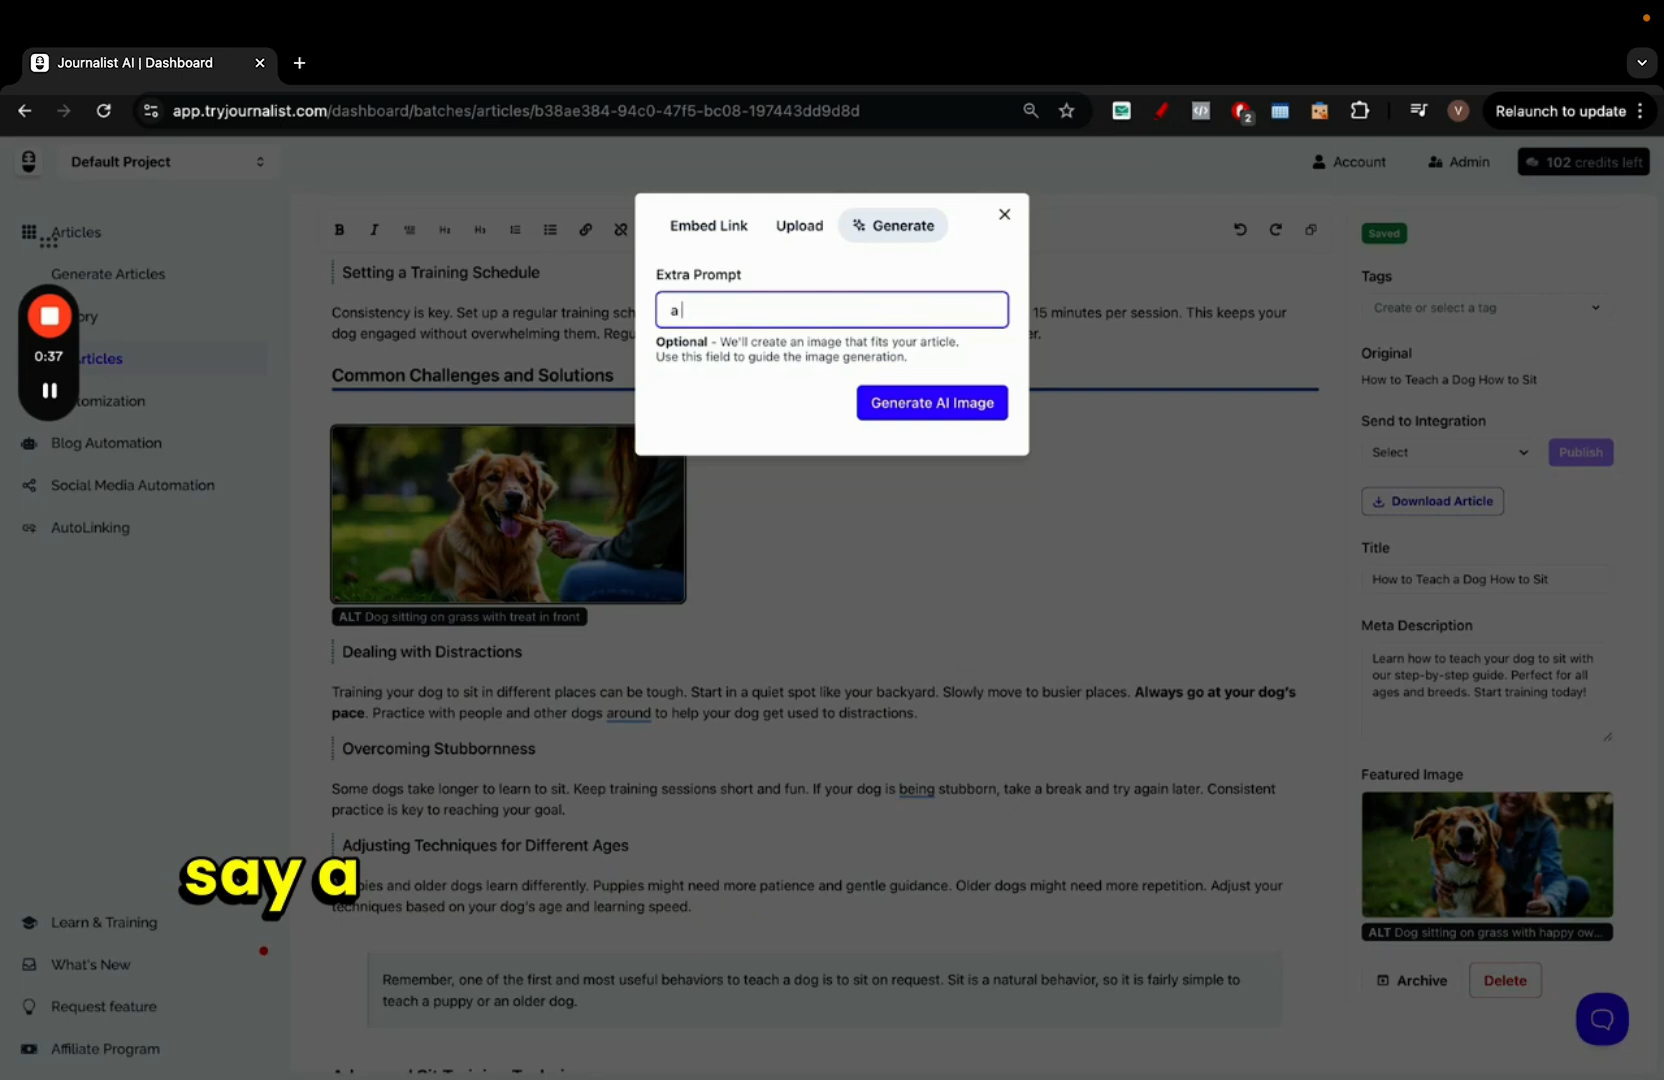 Journalist AI | Dashboard
app.tryjournalist.com/dashboard/batches/articles/b38ae384-94c0-47f5-bc08-197443dd9d8d
2
V
Relaunch to update
Default Project
Account
Admin
102 credits left
Articles
Generate Articles
ory
rticles
tomization
Blog Automation
Social Media Automation
AutoLinking
0:37
Learn & Training
What's New
Request feature
Affiliate Program
B I H2 H3
Setting a Training Schedule
Consistency is key. Set up a regular training sch
15 minutes per session. This keeps your
dog engaged without overwhelming them. Regu
er.
Common Challenges and Solutions
Embed Link
Upload
Generate
Extra Prompt
a
Optional - We'll create an image that fits your article.
Use this field to guide the image generation.
Generate AI Image
ALT Dog sitting on grass with treat in front
Dealing with Distractions
Training your dog to sit in different places can be tough. Start in a quiet spot like your backyard. Slowly move to busier places. Always go at your dog's
pace. Practice with people and other dogs around to help your dog get used to distractions.
Overcoming Stubbornness
Some dogs take longer to learn to sit. Keep training sessions short and fun. If your dog is being stubborn, take a break and try again later. Consistent
practice is key to reaching your goal.
Adjusting Techniques for Different Ages
say a
pies and older dogs learn differently. Puppies might need more patience and gentle guidance. Older dogs might need more repetition. Adjust your
techniques based on your dog's age and learning speed.
Remember, one of the first and most useful behaviors to teach a dog is to sit on request. Sit is a natural behavior, so it is fairly simple to
teach a puppy or an older dog.
Saved
Tags
Create or select a tag
Original
How to Teach a Dog How to Sit
Send to Integration
Select
Publish
Download Article
Title
How to Teach a Dog How to Sit
Meta Description
Learn how to teach your dog to sit with
our step-by-step guide. Perfect for all
ages and breeds. Start training today!
Featured Image
ALT Dog sitting on grass with happy ow...
Archive
Delete